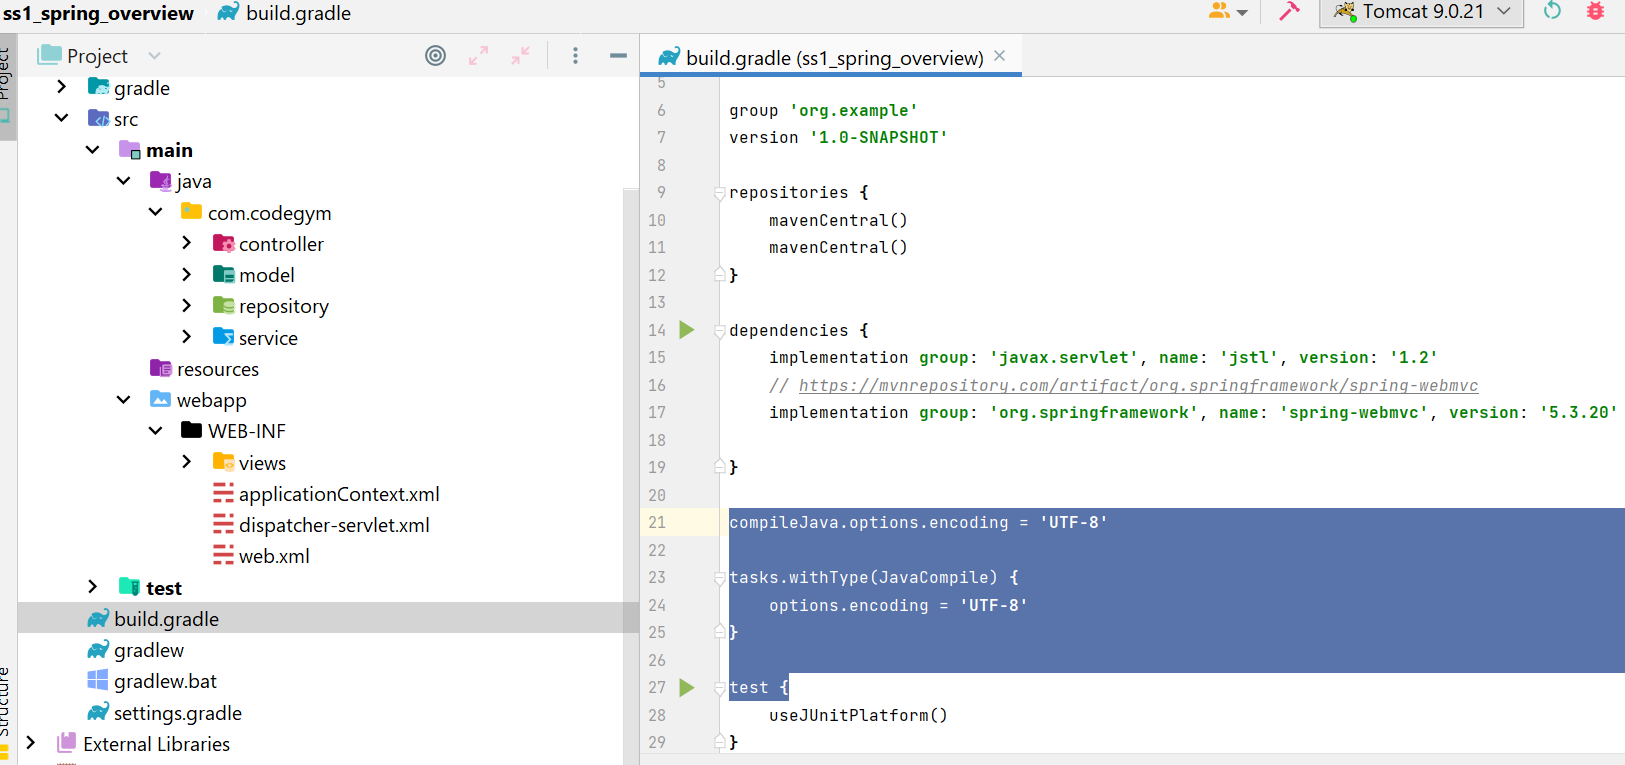 ss1_spring_overview
build.gradle
Tomcat 9.0.21
Project
Project
build.gradle (ss1_spring_overview)
gradle
src
main
java
com.codegym
controller
model
repository
service
resources
webapp
WEB-INF
views
applicationContext.xml
dispatcher-servlet.xml
web.xml
test
build.gradle
gradlew
gradlew.bat
settings.gradle
External Libraries
Structure
5
6 group 'org.example'
7 version '1.0-SNAPSHOT'
8
9 repositories {
10 mavenCentral()
11 mavenCentral()
12 }
13
14 dependencies {
15 implementation group: 'javax.servlet', name: 'jstl', version: '1.2'
16 // https://mvnrepository.com/artifact/org.springframework/spring-webmvc
17 implementation group: 'org.springframework', name: 'spring-webmvc', version: '5.3.20'
18
19 }
20
21 compileJava.options.encoding = 'UTF-8'
22
23 tasks.withType(JavaCompile) {
24 options.encoding = 'UTF-8'
25 }
26
27 test {
28 useJUnitPlatform()
29 }